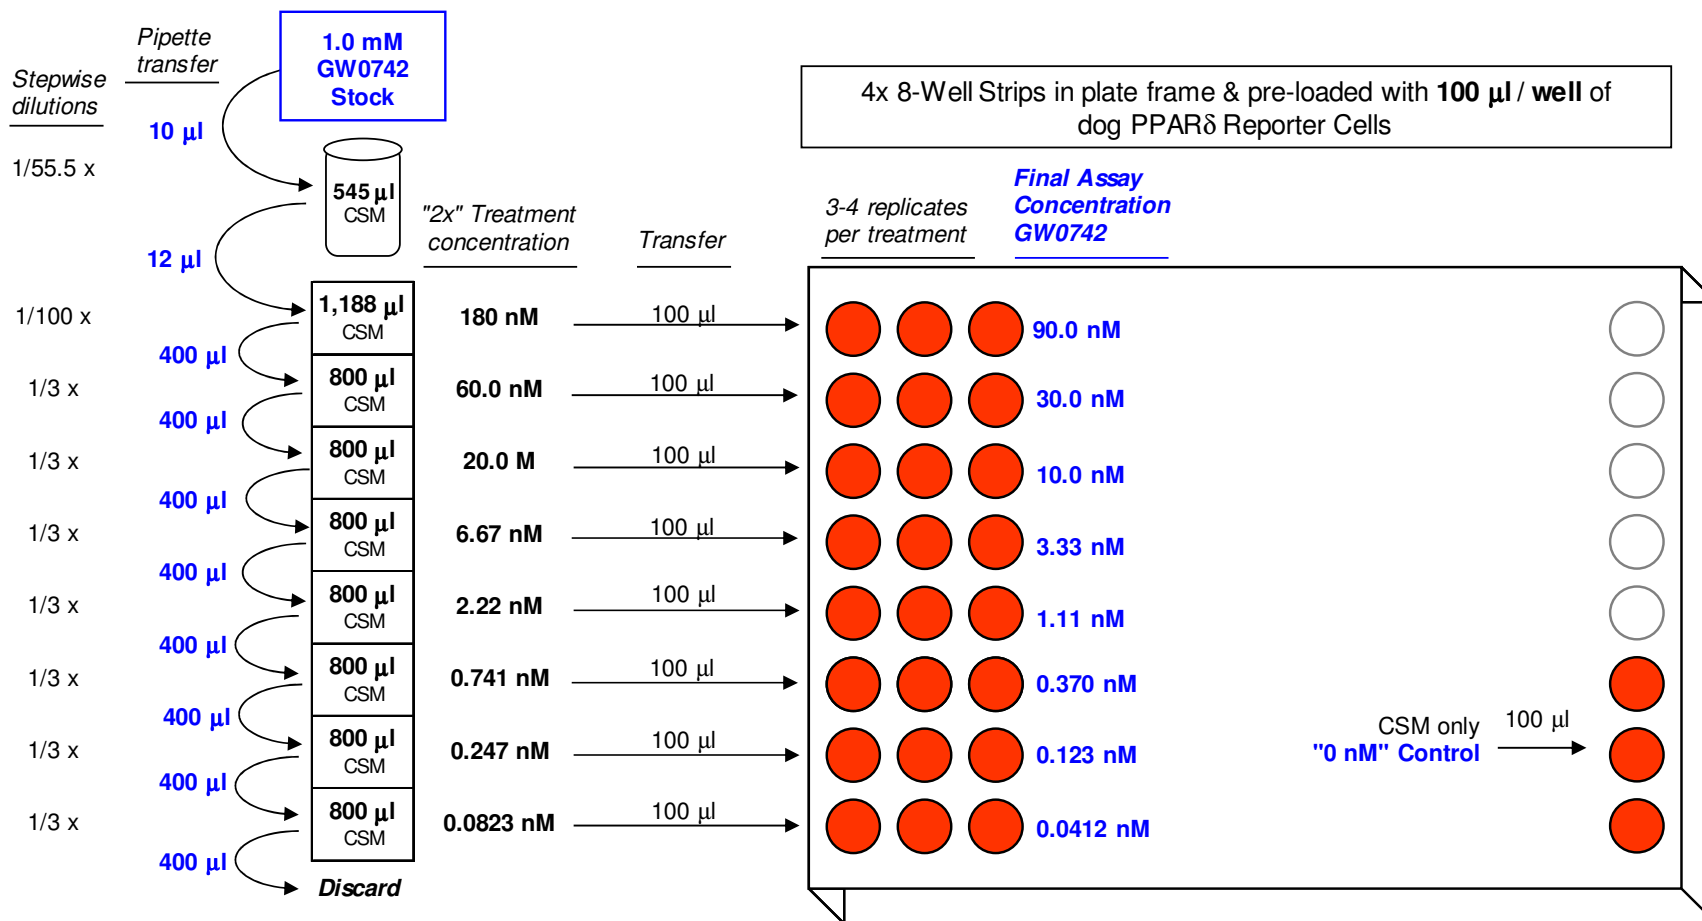 Stepwise
dilutions
Pipette
transfer
1.0 mM
GW0742
Stock
10 µl
1/55.5 x
545 µl
CSM
12 µl
4x 8-Well Strips in plate frame & pre-loaded with 100 µl / well of
dog PPARδ Reporter Cells
"2x" Treatment
concentration
Transfer
3-4 replicates
per treatment
Final Assay
Concentration
GW0742
1/100 x
1,188 µl
CSM
180 nM
100 µl
90.0 nM
400 µl
1/3 x
800 µl
CSM
60.0 nM
100 µl
30.0 nM
400 µl
1/3 x
800 µl
CSM
20.0 M
100 µl
10.0 nM
400 µl
1/3 x
800 µl
CSM
6.67 nM
100 µl
3.33 nM
400 µl
1/3 x
800 µl
CSM
2.22 nM
100 µl
1.11 nM
400 µl
1/3 x
800 µl
CSM
0.741 nM
100 µl
0.370 nM
400 µl
1/3 x
800 µl
CSM
0.247 nM
100 µl
0.123 nM
CSM only
"0 nM" Control
100 µl
400 µl
1/3 x
800 µl
CSM
0.0823 nM
100 µl
0.0412 nM
400 µl
Discard